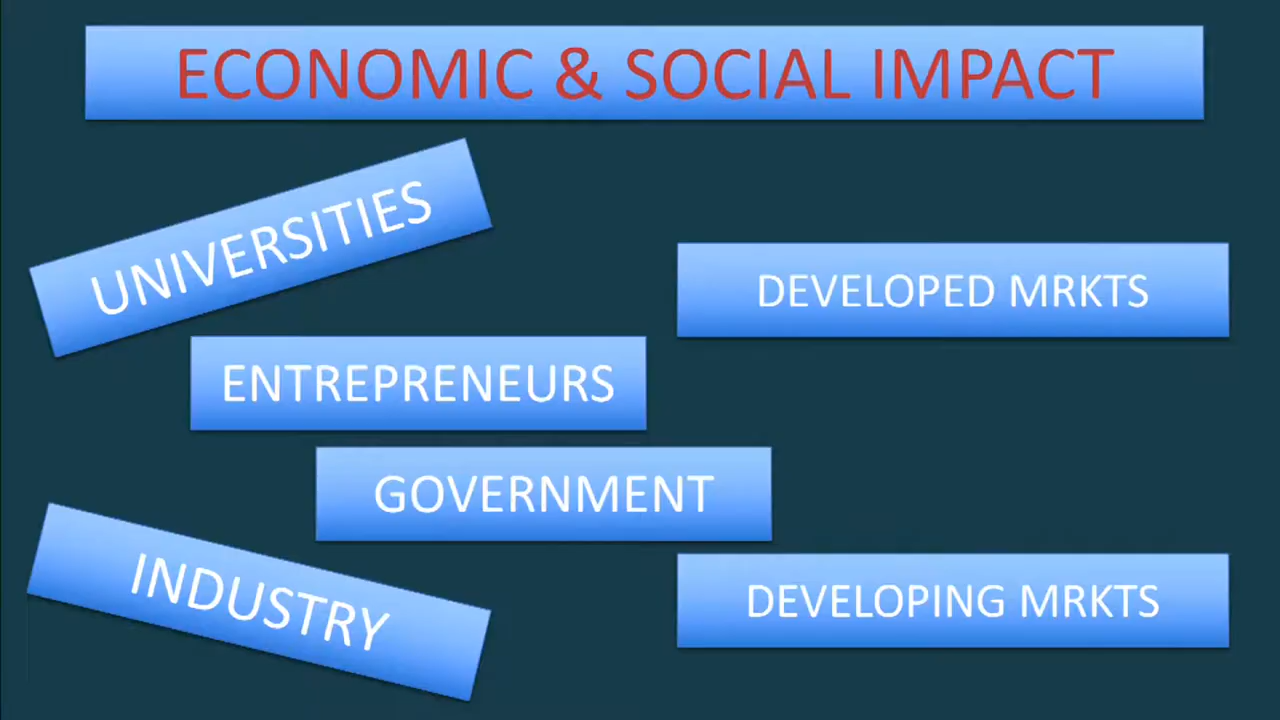 ECONOMIC & SOCIAL IMPACT
UNIVERSITIES
DEVELOPED MRKTS
ENTREPRENEURS
GOVERNMENT
INDUSTRY
DEVELOPING MRKTS